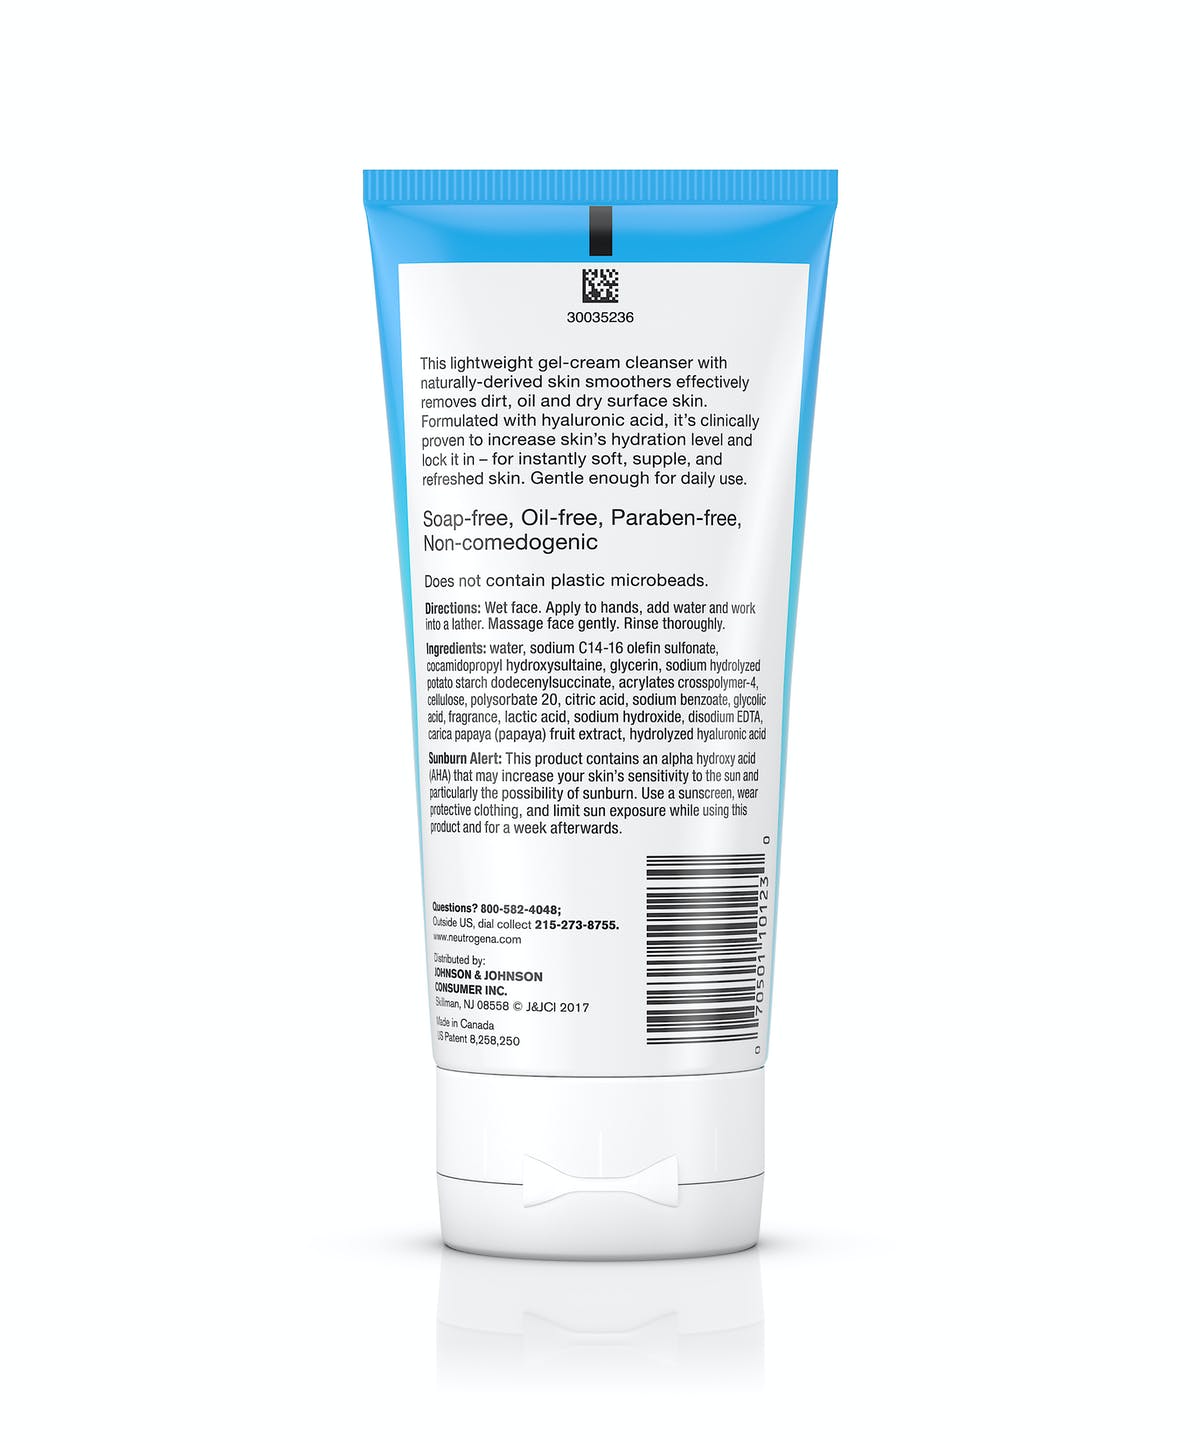 30035236
This lightweight gel-cream cleanser with
naturally-derived skin smoothers effectively
removes dirt, oil and dry surface skin.
Formulated with hyaluronic acid, it's clinically
proven to increase skin's hydration level and
lock it in – for instantly soft, supple, and
refreshed skin. Gentle enough for daily use.
Soap-free, Oil-free, Paraben-free,
Non-comedogenic
Does not contain plastic microbeads.
Directions: Wet face. Apply to hands, add water and work
into a lather. Massage face gently. Rinse thoroughly.
Ingredients: water, sodium C14-16 olefin sulfonate,
cocamidopropyl hydroxysultaine, glycerin, sodium hydrolyzed
potato starch dodecenylsuccinate, acrylates crosspolymer-4,
cellulose, polysorbate 20, citric acid, sodium benzoate, glycolic
acid, fragrance, lactic acid, sodium hydroxide, disodium EDTA,
carica papaya (papaya) fruit extract, hydrolyzed hyaluronic acid
Sunburn Alert: This product contains an alpha hydroxy acid
(AHA) that may increase your skin's sensitivity to the sun and
particularly the possibility of sunburn. Use a sunscreen, wear
protective clothing, and limit sun exposure while using this
product and for a week afterwards.
Questions? 800-582-4048;
Outside US, dial collect 215-273-8755.
www.neutrogena.com
Distributed by:
JOHNSON & JOHNSON
CONSUMER INC.
Skillman, NJ 08558 © J&JCI 2017
Made in Canada
US Patent 8,258,250
0 70501 10123 0